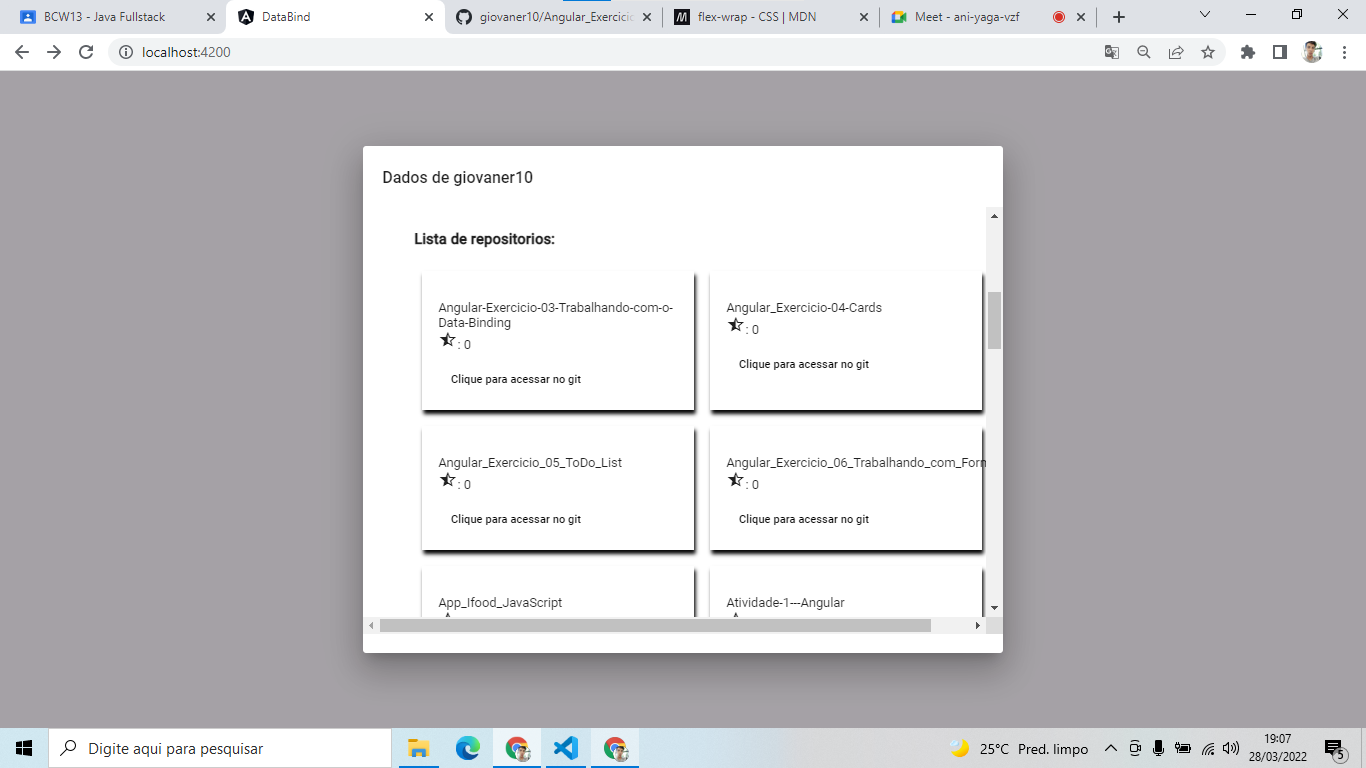 BCW13 - Java Fullstack
DataBind
giovaner10/Angular_Exercicio
flex-wrap - CSS | MDN
Meet - ani-yaga-vzf
localhost:4200
Dados de giovaner10
Lista de repositorios:
Angular-Exercicio-03-Trabalhando-com-o-
Data-Binding
: 0
Clique para acessar no git
Angular_Exercicio-04-Cards
: 0
Clique para acessar no git
Angular_Exercicio_05_ToDo_List
: 0
Clique para acessar no git
Angular_Exercicio_06_Trabalhando_com_Forn
: 0
Clique para acessar no git
App_Ifood_JavaScript
Atividade-1---Angular
Digite aqui para pesquisar
25°C Pred. limpo
19:07
28/03/2022
5